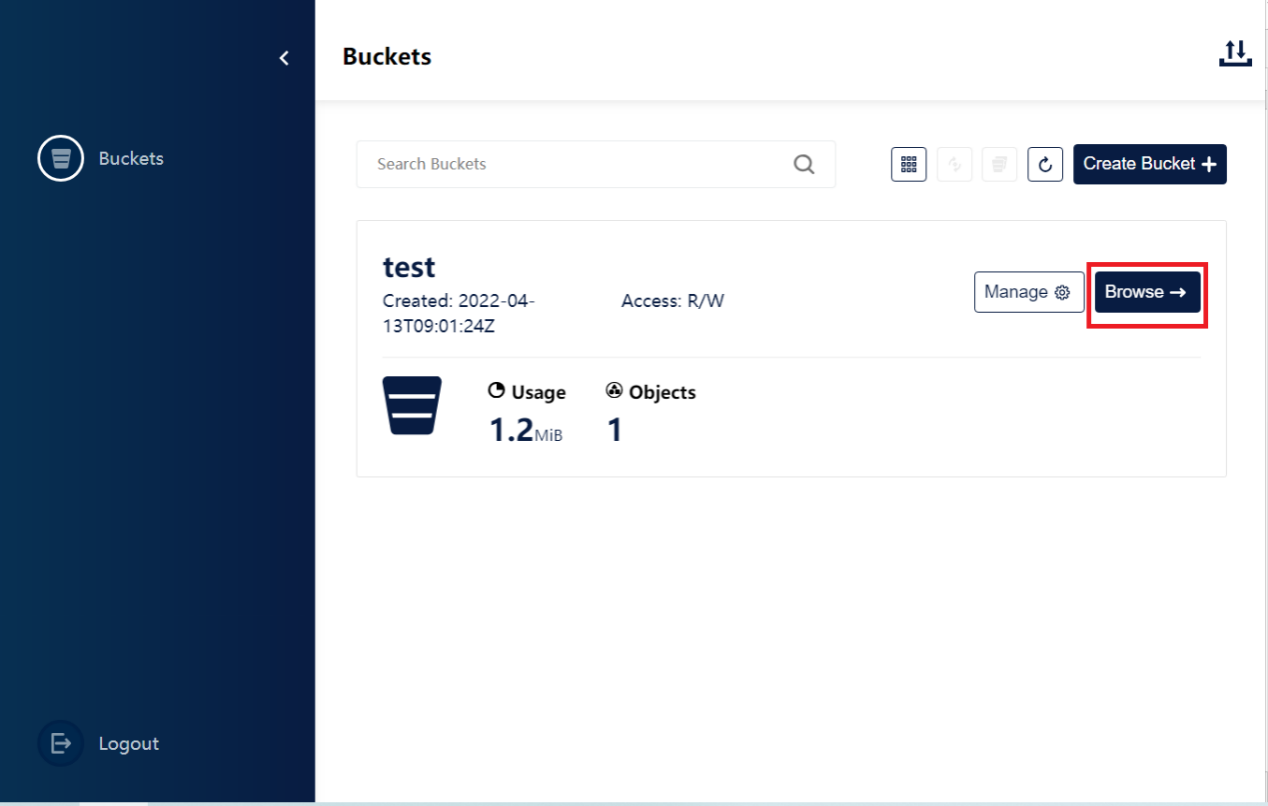 Buckets
Buckets
Search Buckets
Create Bucket +
test
Created: 2022-04-
13T09:01:24Z
Access: R/W
Manage
Browse →
Usage
Objects
1.2MiB
1
Logout